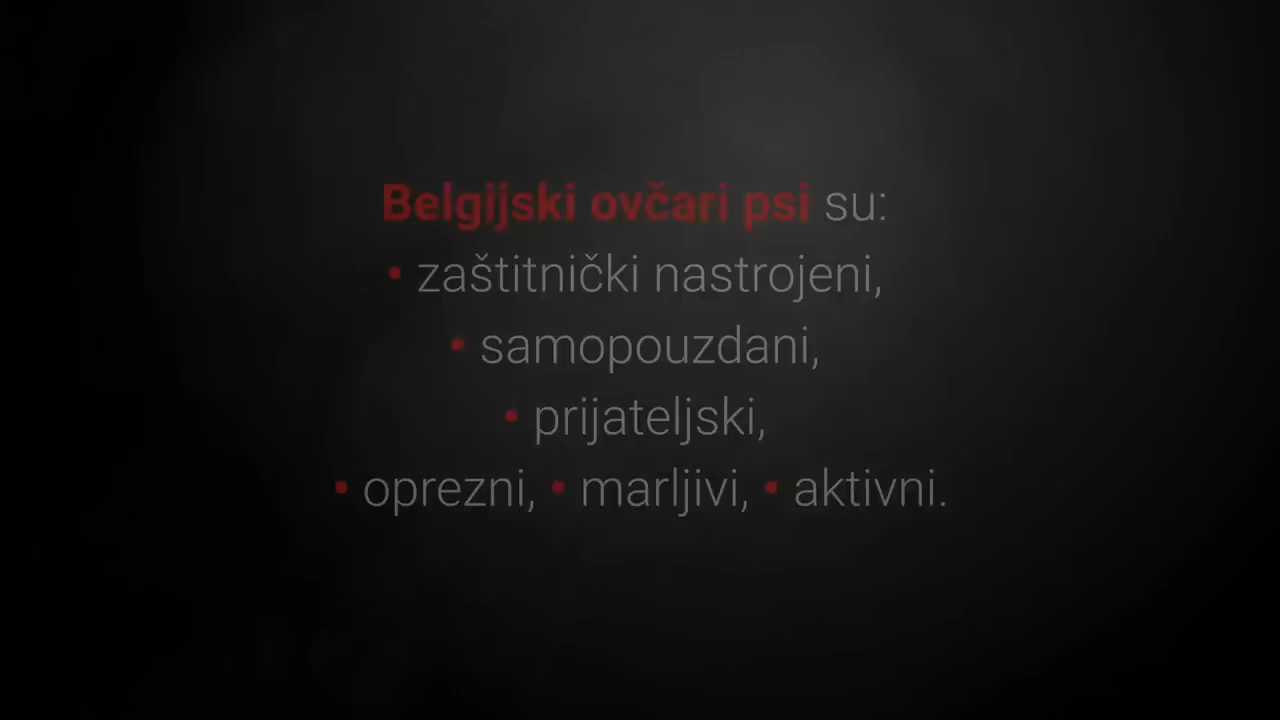 Belgijski ovčari psi su:
• zaštitnički nastrojeni,
• samopouzdani,
• prijateljski,
• oprezni, • marljivi, • aktivni.